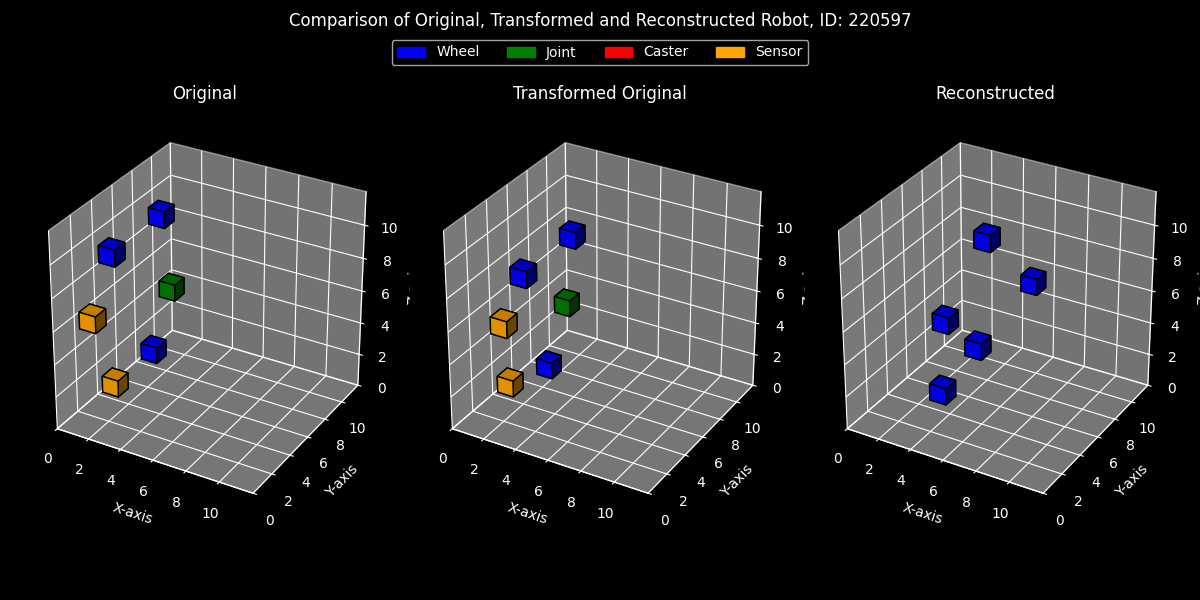 Comparison of Original, Transformed and Reconstructed Robot, ID: 220597
Wheel Joint Caster Sensor
Original Transformed Original Reconstructed
10 10 10
8 8 8
6 6 6
4 4 4
2 2 2
0 0 0
10 10 10
8 8 8
6 6 6
4 4 4
2 2 2
0 0 0
0 2 4 6 8 10 0 2 4 6 8 10 0 2 4 6 8 10
X-axis Y-axis X-axis Y-axis X-axis Y-axis